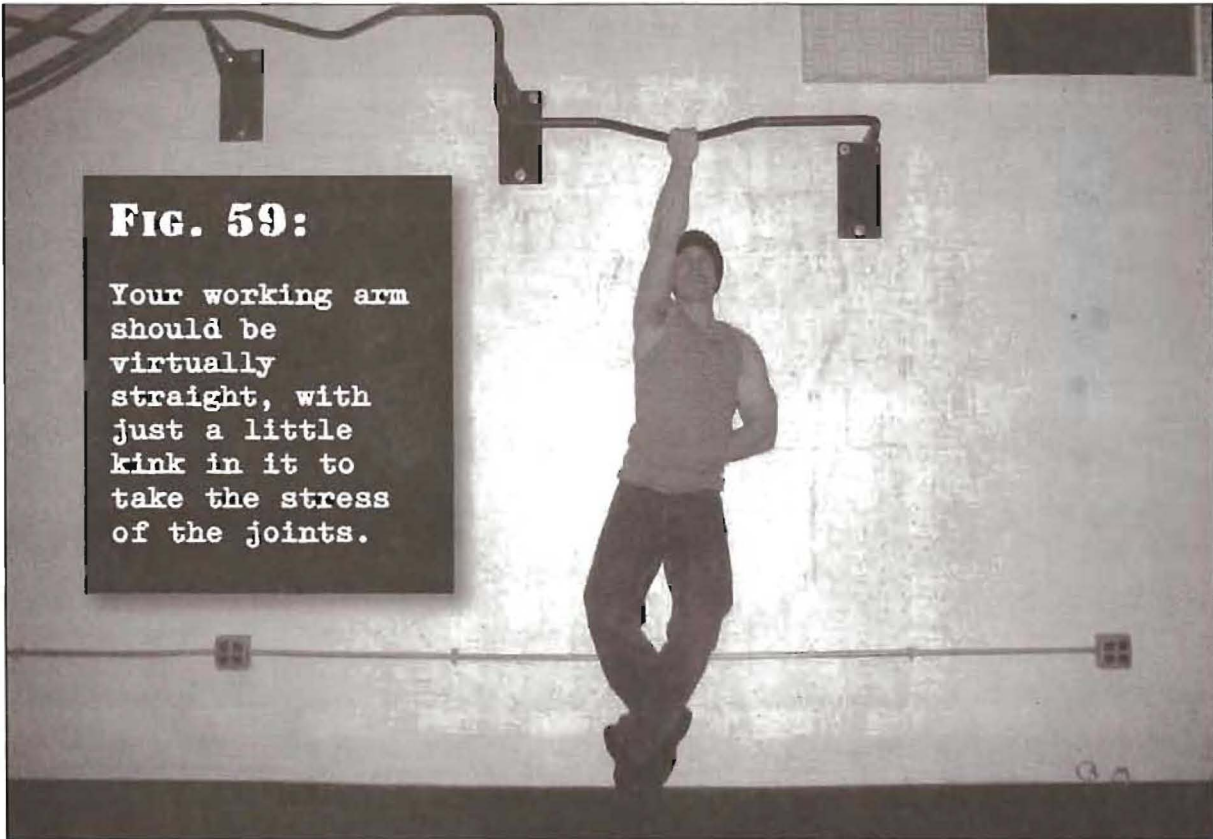 FIG. 59:
Your working arm
should be
virtually
straight, with
just a little
kink in it to
take the stress
of the joints.